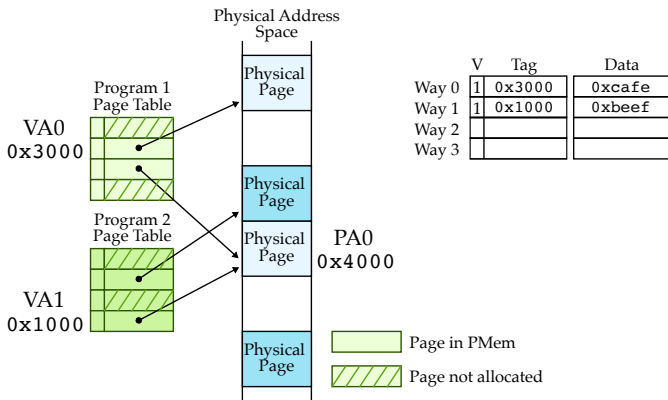 Physical Address
Space
Program 1
Page Table
VA0
0x3000
Program 2
Page Table
VA1
0x1000
Physical
Page
Physical
Page
Physical
Page
PA0
0x4000
Physical
Page
V Tag Data
Way 0 1 0x3000 0xcafe
Way 1 1 0x1000 0xbeef
Way 2
Way 3
Page in PMem
Page not allocated